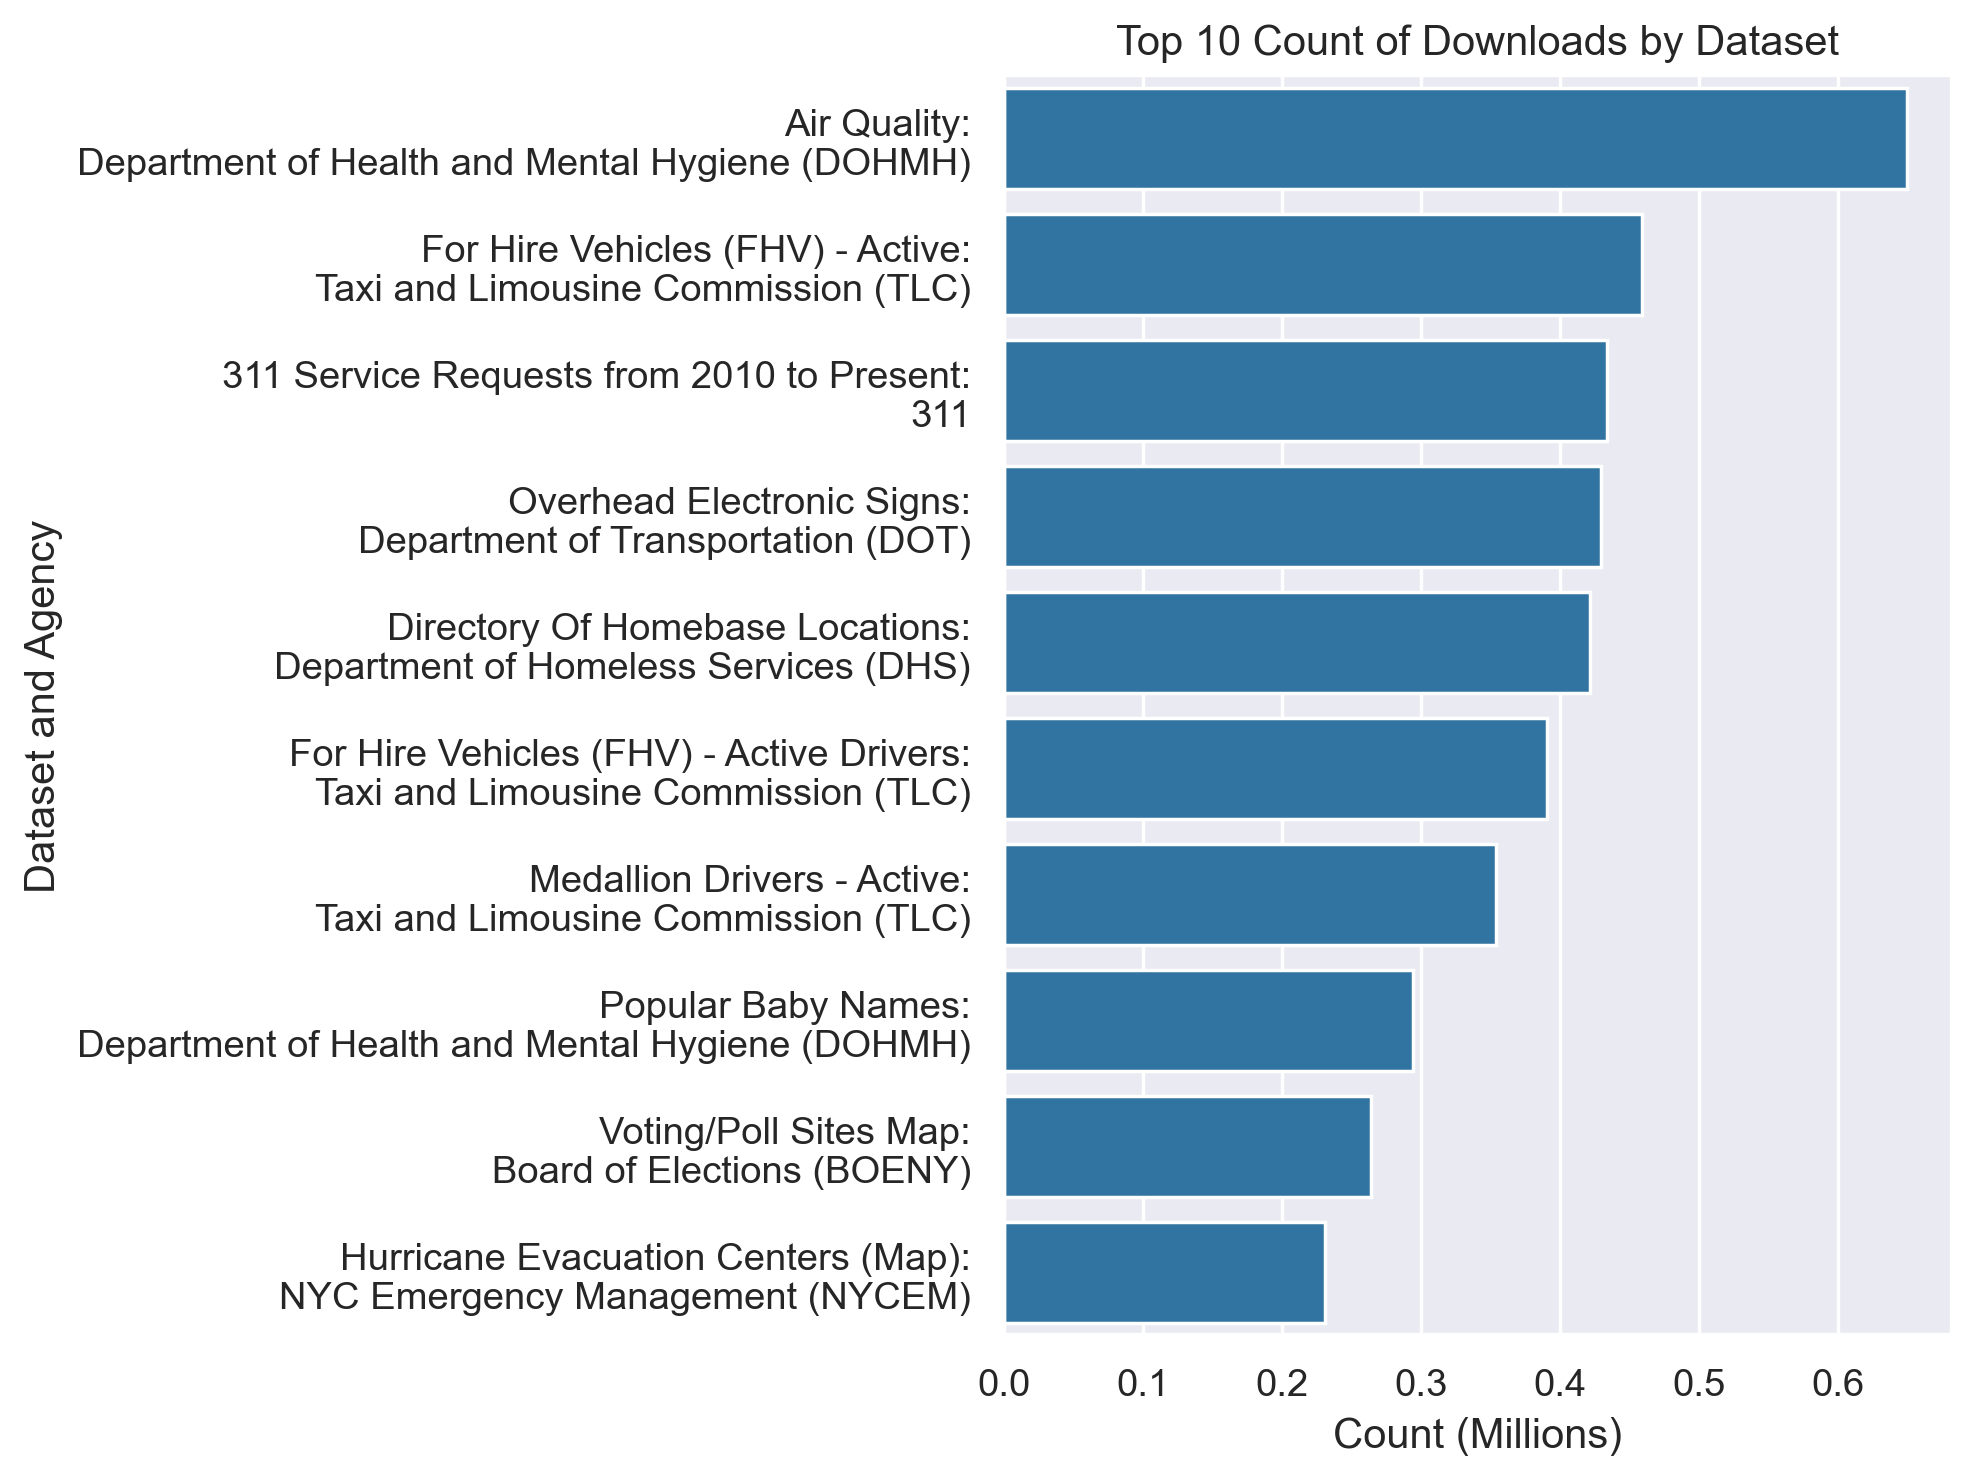 Top 10 Count of Downloads by Dataset
Dataset and Agency
Air Quality:
Department of Health and Mental Hygiene (DOHMH)
For Hire Vehicles (FHV) - Active:
Taxi and Limousine Commission (TLC)
311 Service Requests from 2010 to Present:
311
Overhead Electronic Signs:
Department of Transportation (DOT)
Directory Of Homebase Locations:
Department of Homeless Services (DHS)
For Hire Vehicles (FHV) - Active Drivers:
Taxi and Limousine Commission (TLC)
Medallion Drivers - Active:
Taxi and Limousine Commission (TLC)
Popular Baby Names:
Department of Health and Mental Hygiene (DOHMH)
Voting/Poll Sites Map:
Board of Elections (BOENY)
Hurricane Evacuation Centers (Map):
NYC Emergency Management (NYCEM)
0.0 0.1 0.2 0.3 0.4 0.5 0.6
Count (Millions)